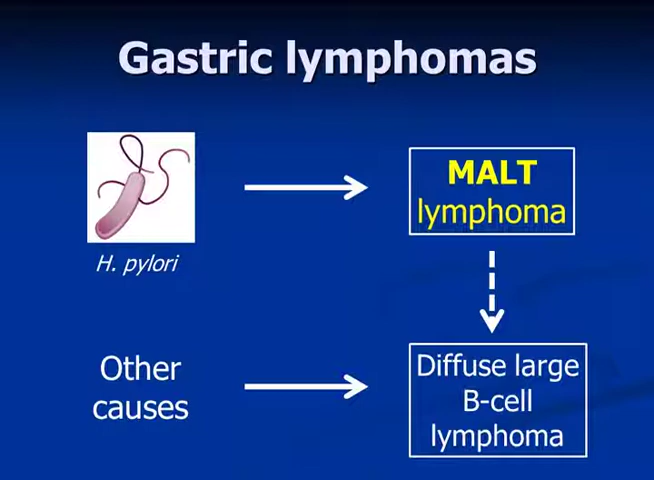 Gastric lymphomas
MALT
lymphoma
H. pylori
Other
causes
Diffuse large
B-cell
lymphoma